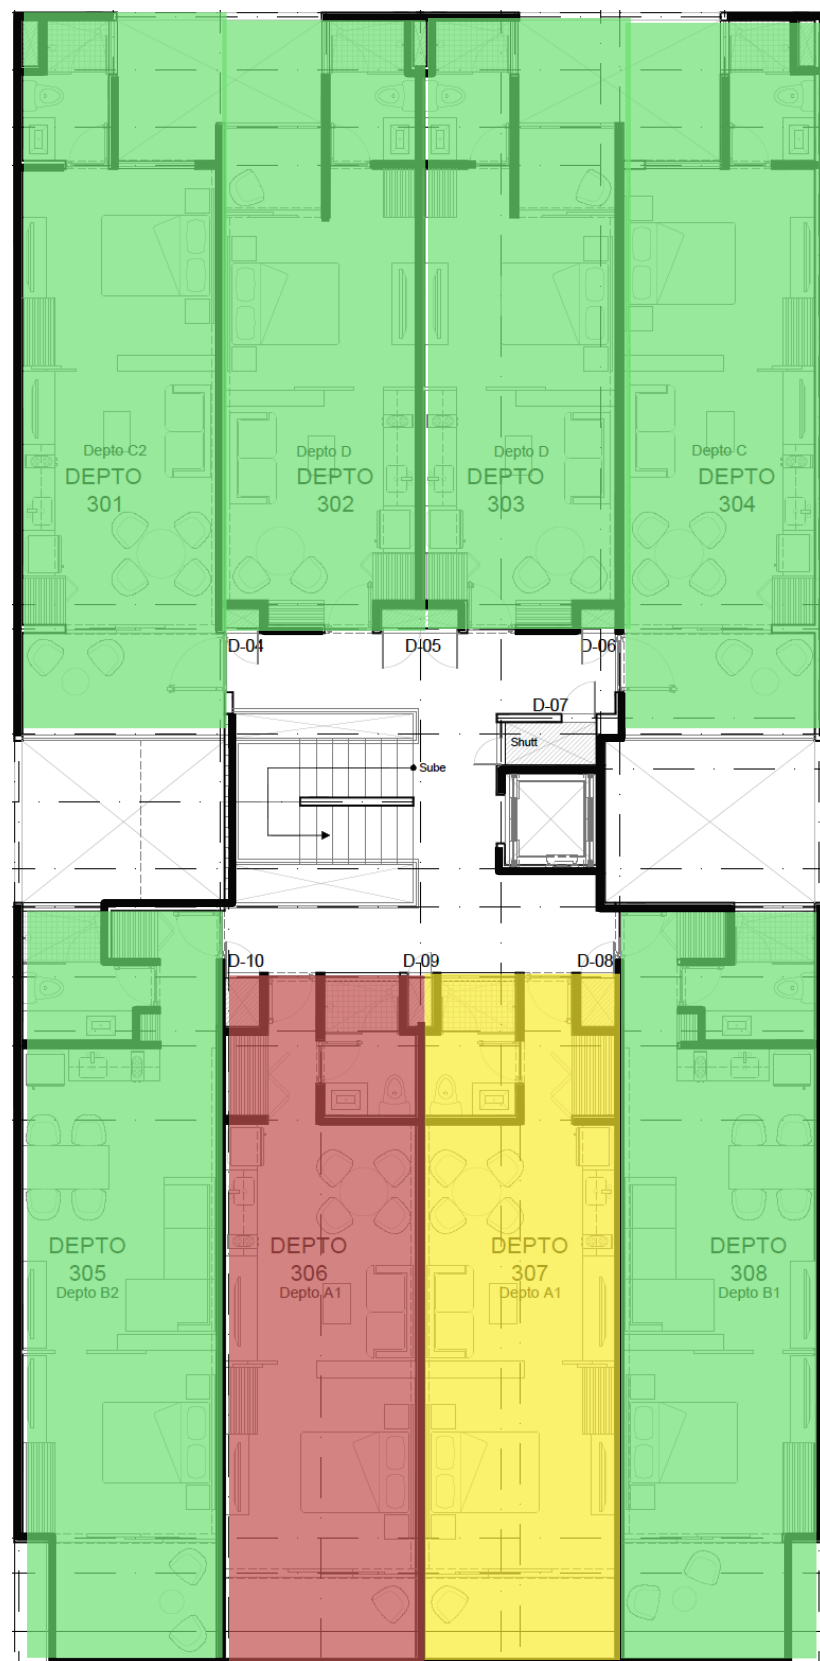 Depto C2
DEPTO
301
Depto D
DEPTO
302
Depto D
DEPTO
303
Depto C
DEPTO
304
D-04
D-05
D-06
D-07
Shutt
Sube
D-10
D-09
D-08
DEPTO
305
Depto B2
DEPTO
306
Depto A1
DEPTO
307
Depto A1
DEPTO
308
Depto B1